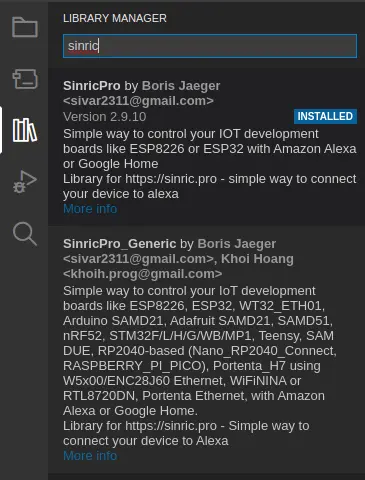 LIBRARY MANAGER
sinric
SinricPro by Boris Jaeger
<sivar2311@gmail.com>
Version 2.9.10 INSTALLED
Simple way to control your IOT development
boards like ESP8226 or ESP32 with Amazon Alexa
or Google Home
Library for https://sinric.pro - simple way to connect
your device to alexa
More info
SinricPro_Generic by Boris Jaeger
<sivar2311@gmail.com>, Khoi Hoang
<khoih.prog@gmail.com>
Simple way to control your IoT development
boards like ESP8226, ESP32, WT32_ETH01,
Arduino SAMD21, Adafruit SAMD21, SAMD51,
nRF52, STM32F/L/H/G/WB/MP1, Teensy, SAM
DUE, RP2040-based (Nano_RP2040_Connect,
RASPBERRY_PI_PICO), Portenta_H7 using
W5x00/ENC28J60 Ethernet, WiFiNINA or
RTL8720DN, Portenta Ethernet, with Amazon
Alexa or Google Home.
Library for https://sinric.pro - Simple way to
connect your device to Alexa
More info